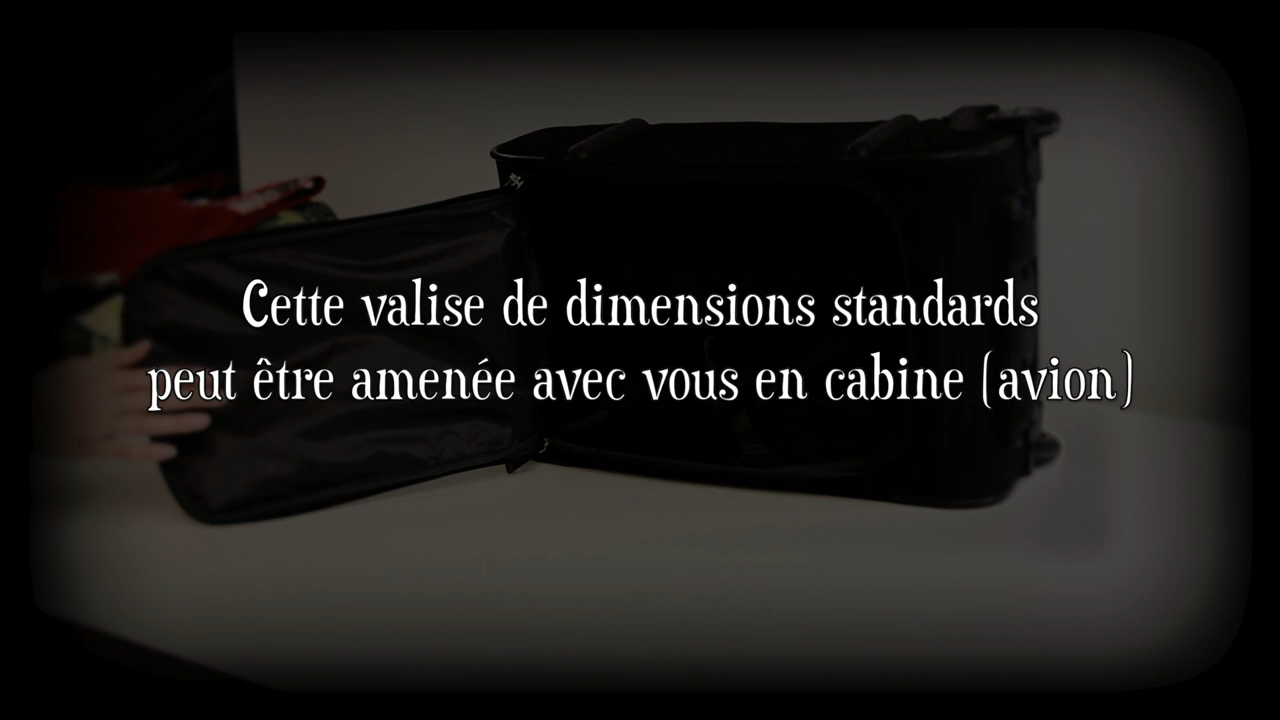 Cette valise de dimensions standards
peut être amenée avec vous en cabine (avion)